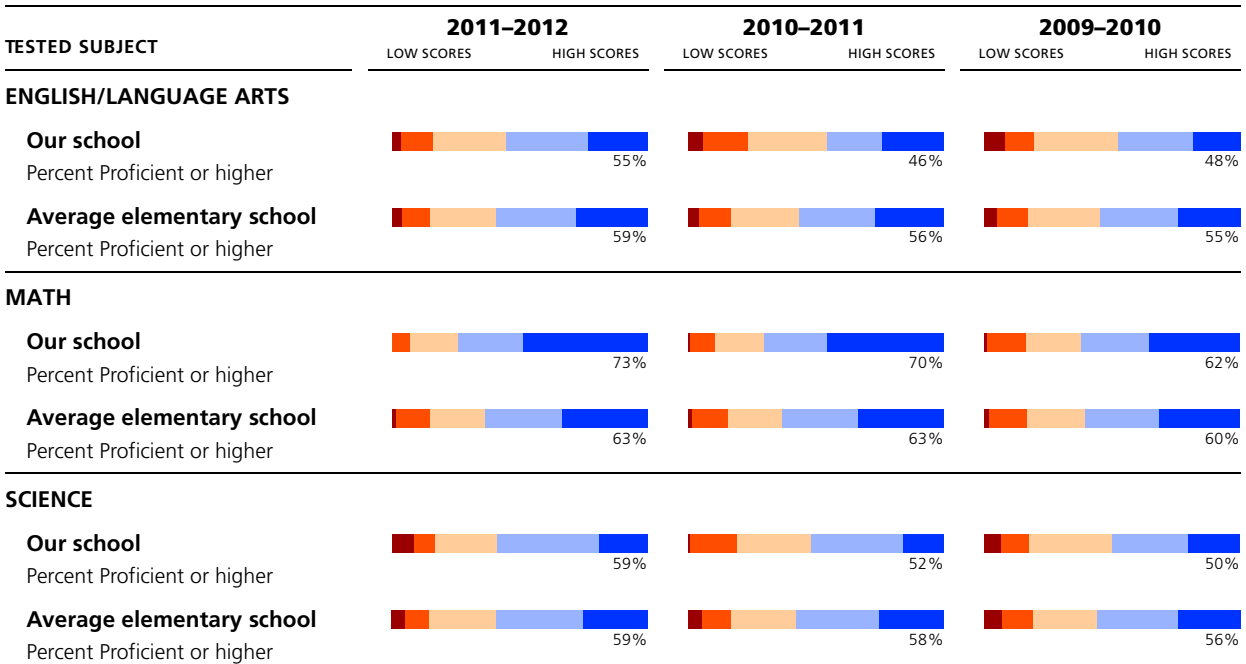 2011–2012 2010–2011 2009–2010
TESTED SUBJECT LOW SCORES HIGH SCORES LOW SCORES HIGH SCORES LOW SCORES HIGH SCORES
ENGLISH/LANGUAGE ARTS
Our school
Percent Proficient or higher 55% 46% 48%
Average elementary school
Percent Proficient or higher 59% 56% 55%
MATH
Our school
Percent Proficient or higher 73% 70% 62%
Average elementary school
Percent Proficient or higher 63% 63% 60%
SCIENCE
Our school
Percent Proficient or higher 59% 52% 50%
Average elementary school
Percent Proficient or higher 59% 58% 56%